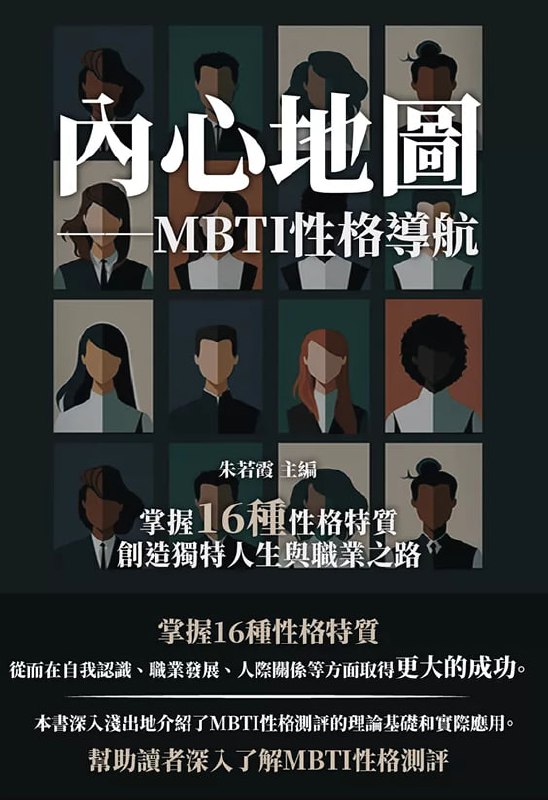 內心地圖
——MBTI性格導航
朱若霞 主編
掌握16種性格特質
創造獨特人生與職業之路
掌握16種性格特質
從而在自我認識、職業發展、人際關係等方面取得更大的成功。
本書深入淺出地介紹了MBTI性格測評的理論基礎和實際應用。
幫助讀者深入了解MBTI性格測評